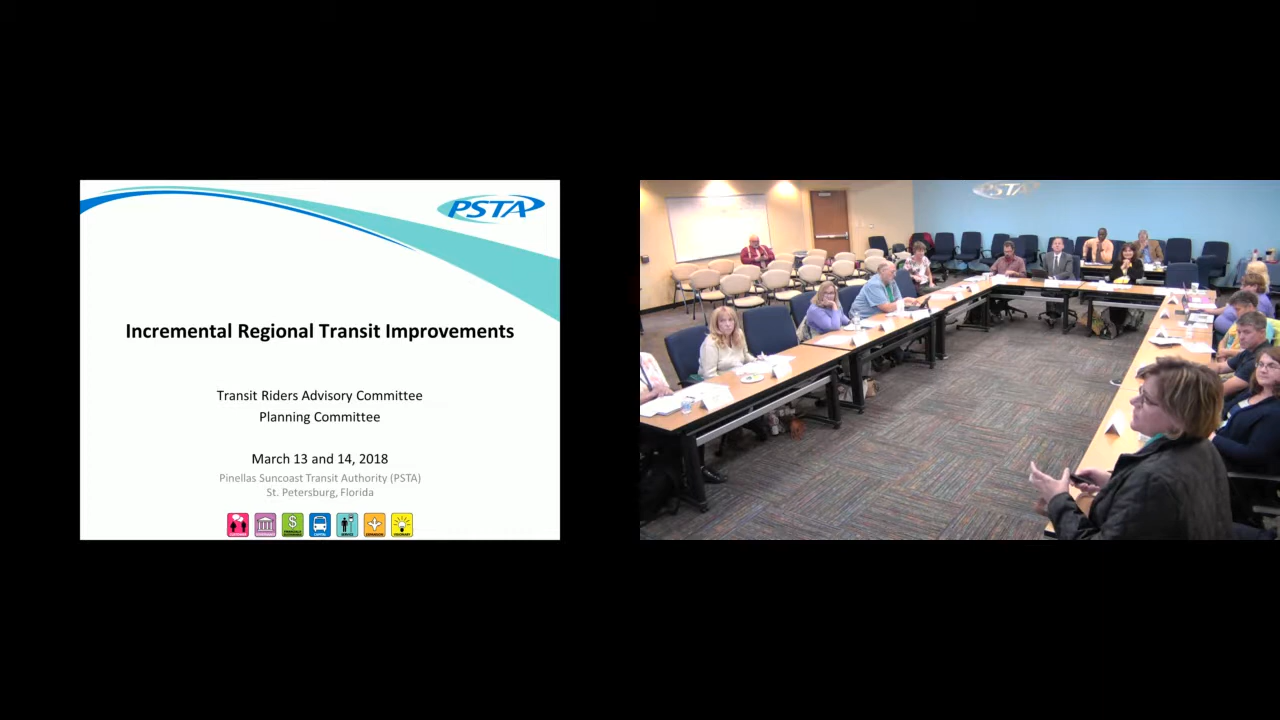 PSTA
Incremental Regional Transit Improvements
Transit Riders Advisory Committee
Planning Committee
March 13 and 14, 2018
Pinellas Suncoast Transit Authority (PSTA)
St. Petersburg, Florida
$
PSTA